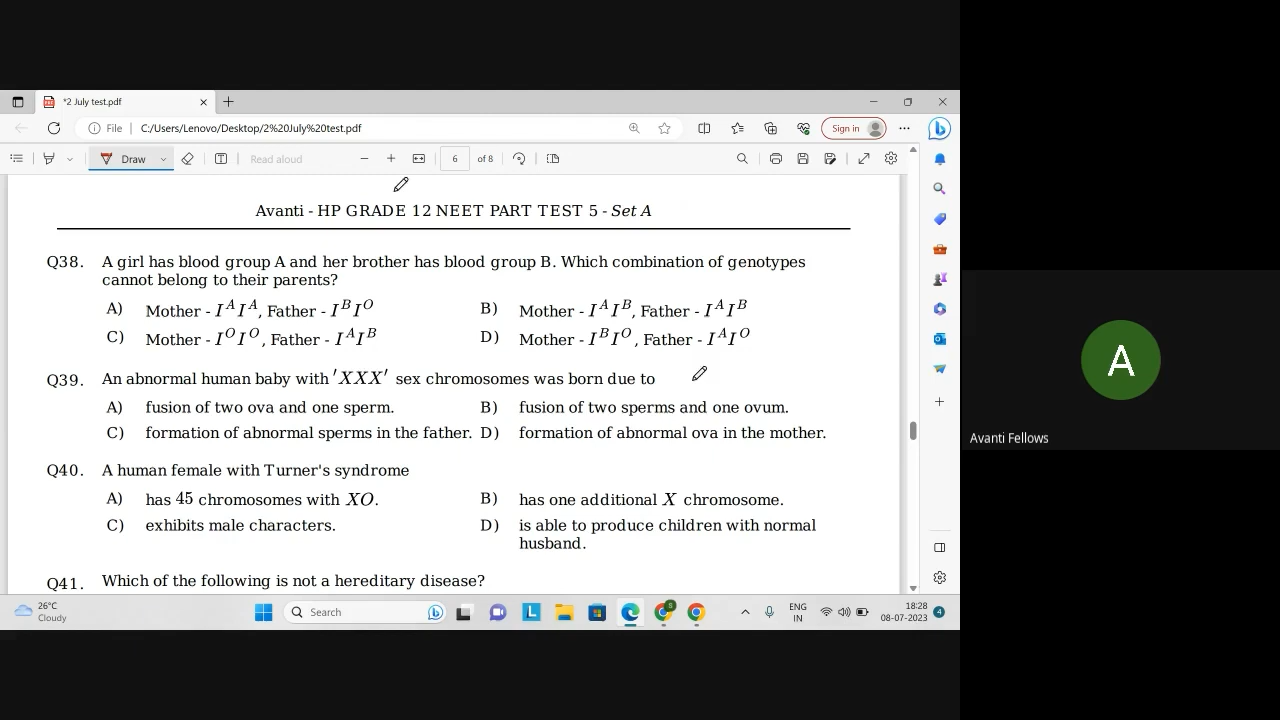 *2 July test.pdf
File
C:/Users/Lenovo/Desktop/2%20July%20test.pdf
Sign in
Draw
Read aloud
6 of 8
Avanti - HP GRADE 12 NEET PART TEST 5 - Set A
Q38. A girl has blood group A and her brother has blood group B. Which combination of genotypes
cannot belong to their parents?
A) Mother - I^A I^A, Father - I^B I^O B) Mother - I^A I^B, Father - I^A I^B
C) Mother - I^O I^O, Father - I^A I^B D) Mother - I^B I^O, Father - I^A I^O
Q39. An abnormal human baby with 'XXX' sex chromosomes was born due to
A) fusion of two ova and one sperm. B) fusion of two sperms and one ovum.
C) formation of abnormal sperms in the father. D) formation of abnormal ova in the mother.
Q40. A human female with Turner's syndrome
A) has 45 chromosomes with XO. B) has one additional X chromosome.
C) exhibits male characters. D) is able to produce children with normal
husband.
Q41. Which of the following is not a hereditary disease?
A
Avanti Fellows
26°C
Cloudy
Search
L
8
ENG
IN
18:28
08-07-2023
4